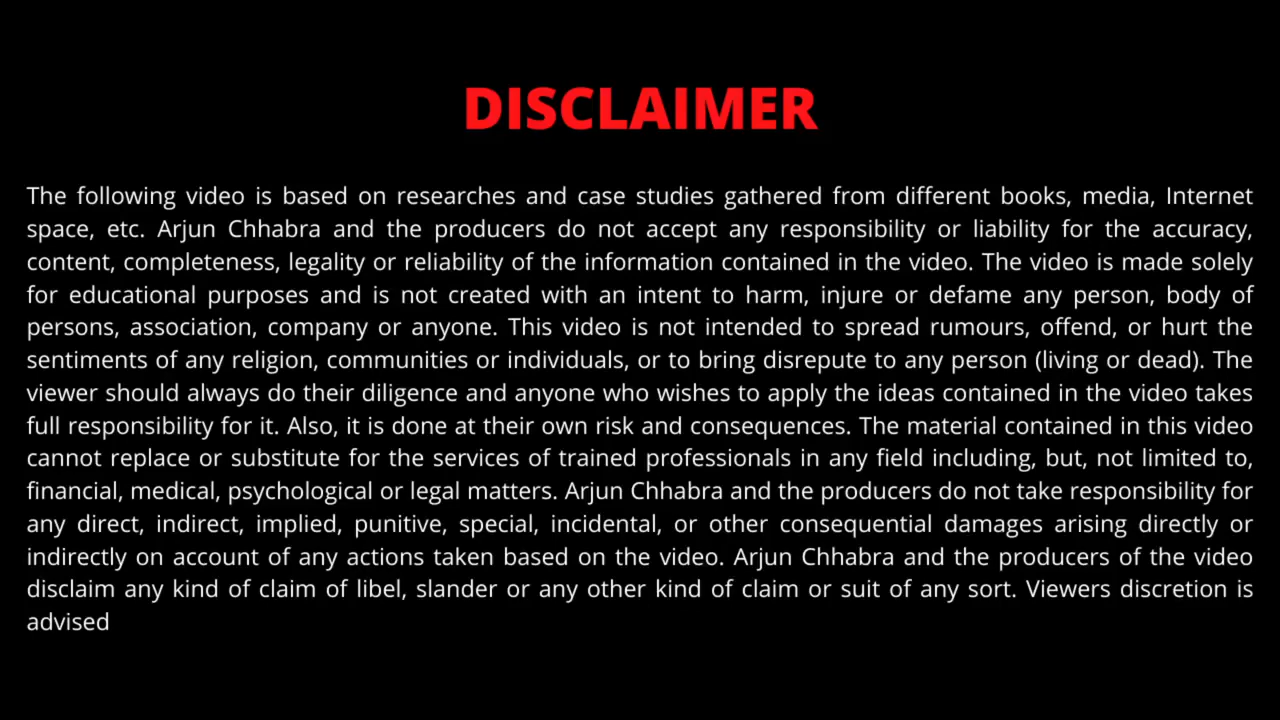 DISCLAIMER
The following video is based on researches and case studies gathered from different books, media, Internet
space, etc. Arjun Chhabra and the producers do not accept any responsibility or liability for the accuracy,
content, completeness, legality or reliability of the information contained in the video. The video is made solely
for educational purposes and is not created with an intent to harm, injure or defame any person, body of
persons, association, company or anyone. This video is not intended to spread rumours, offend, or hurt the
sentiments of any religion, communities or individuals, or to bring disrepute to any person (living or dead). The
viewer should always do their diligence and anyone who wishes to apply the ideas contained in the video takes
full responsibility for it. Also, it is done at their own risk and consequences. The material contained in this video
cannot replace or substitute for the services of trained professionals in any field including, but, not limited to,
financial, medical, psychological or legal matters. Arjun Chhabra and the producers do not take responsibility for
any direct, indirect, implied, punitive, special, incidental, or other consequential damages arising directly or
indirectly on account of any actions taken based on the video. Arjun Chhabra and the producers of the video
disclaim any kind of claim of libel, slander or any other kind of claim or suit of any sort. Viewers discretion is
advised